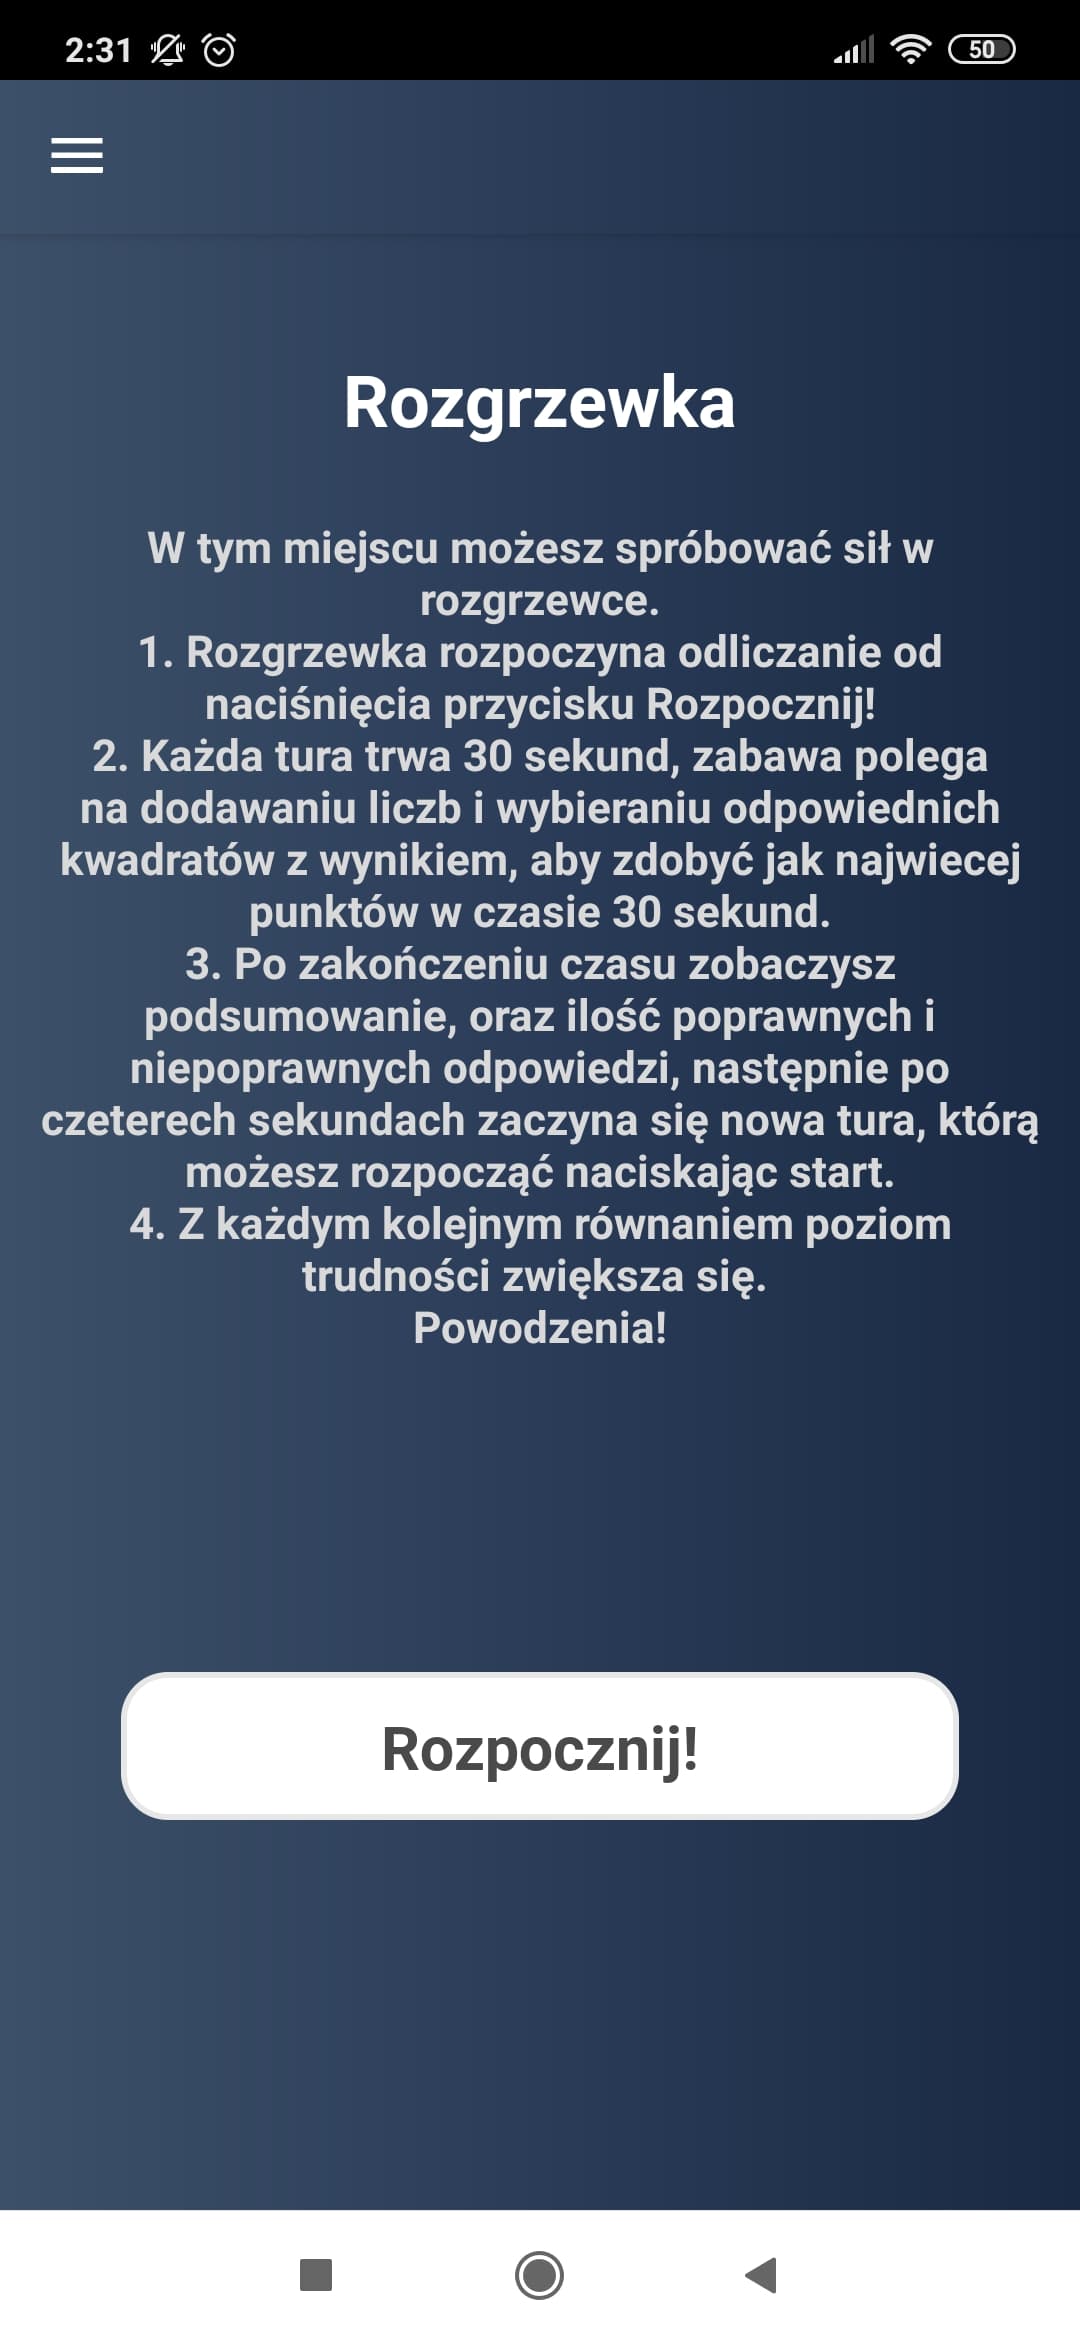 2:31
50
Rozgrzewka
W tym miejscu możesz spróbować sił w
rozgrzewce.
1. Rozgrzewka rozpoczyna odliczanie od
naciśnięcia przycisku Rozpocznij!
2. Każda tura trwa 30 sekund, zabawa polega
na dodawaniu liczb i wybieraniu odpowiednich
kwadratów z wynikiem, aby zdobyć jak najwiecej
punktów w czasie 30 sekund.
3. Po zakończeniu czasu zobaczysz
podsumowanie, oraz ilość poprawnych i
niepoprawnych odpowiedzi, następnie po
czeterech sekundach zaczyna się nowa tura, którą
możesz rozpocząć naciskając start.
4. Z każdym kolejnym równaniem poziom
trudności zwiększa się.
Powodzenia!
Rozpocznij!